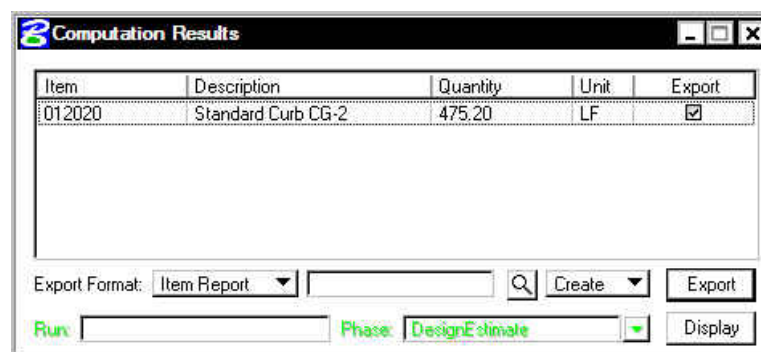 Computation Results
Item Description Quantity Unit Export
012020 Standard Curb CG-2 475.20 LF
Export Format: Item Report Create Export
Run: Phase: DesignEstimate Display